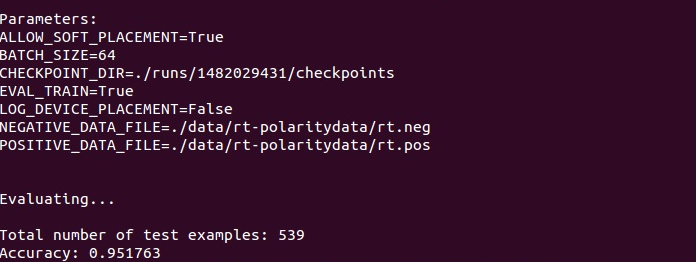 Parameters:
ALLOW_SOFT_PLACEMENT=True
BATCH_SIZE=64
CHECKPOINT_DIR=./runs/1482029431/checkpoints
EVAL_TRAIN=True
LOG_DEVICE_PLACEMENT=False
NEGATIVE_DATA_FILE=./data/rt-polaritydata/rt.neg
POSITIVE_DATA_FILE=./data/rt-polaritydata/rt.pos
Evaluating...
Total number of test examples: 539
Accuracy: 0.951763